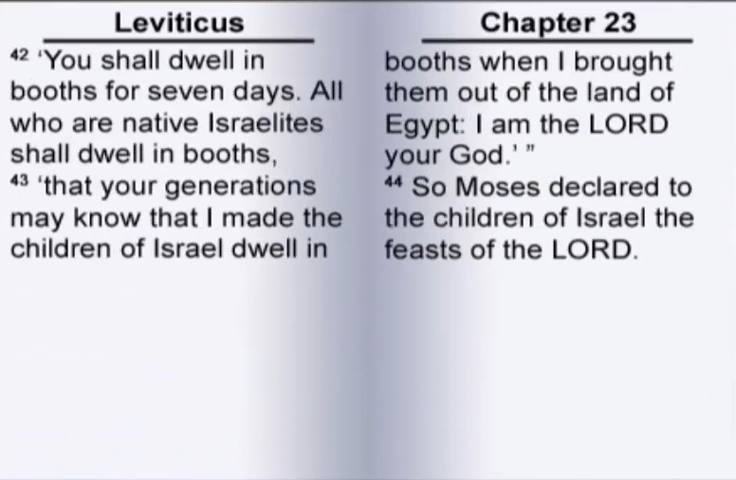 Leviticus
⁴² ‘You shall dwell in
booths for seven days. All
who are native Israelites
shall dwell in booths,
⁴³ ‘that your generations
may know that I made the
children of Israel dwell in
Chapter 23
booths when I brought
them out of the land of
Egypt: I am the LORD
your God.’ ”
⁴⁴ So Moses declared to
the children of Israel the
feasts of the LORD.